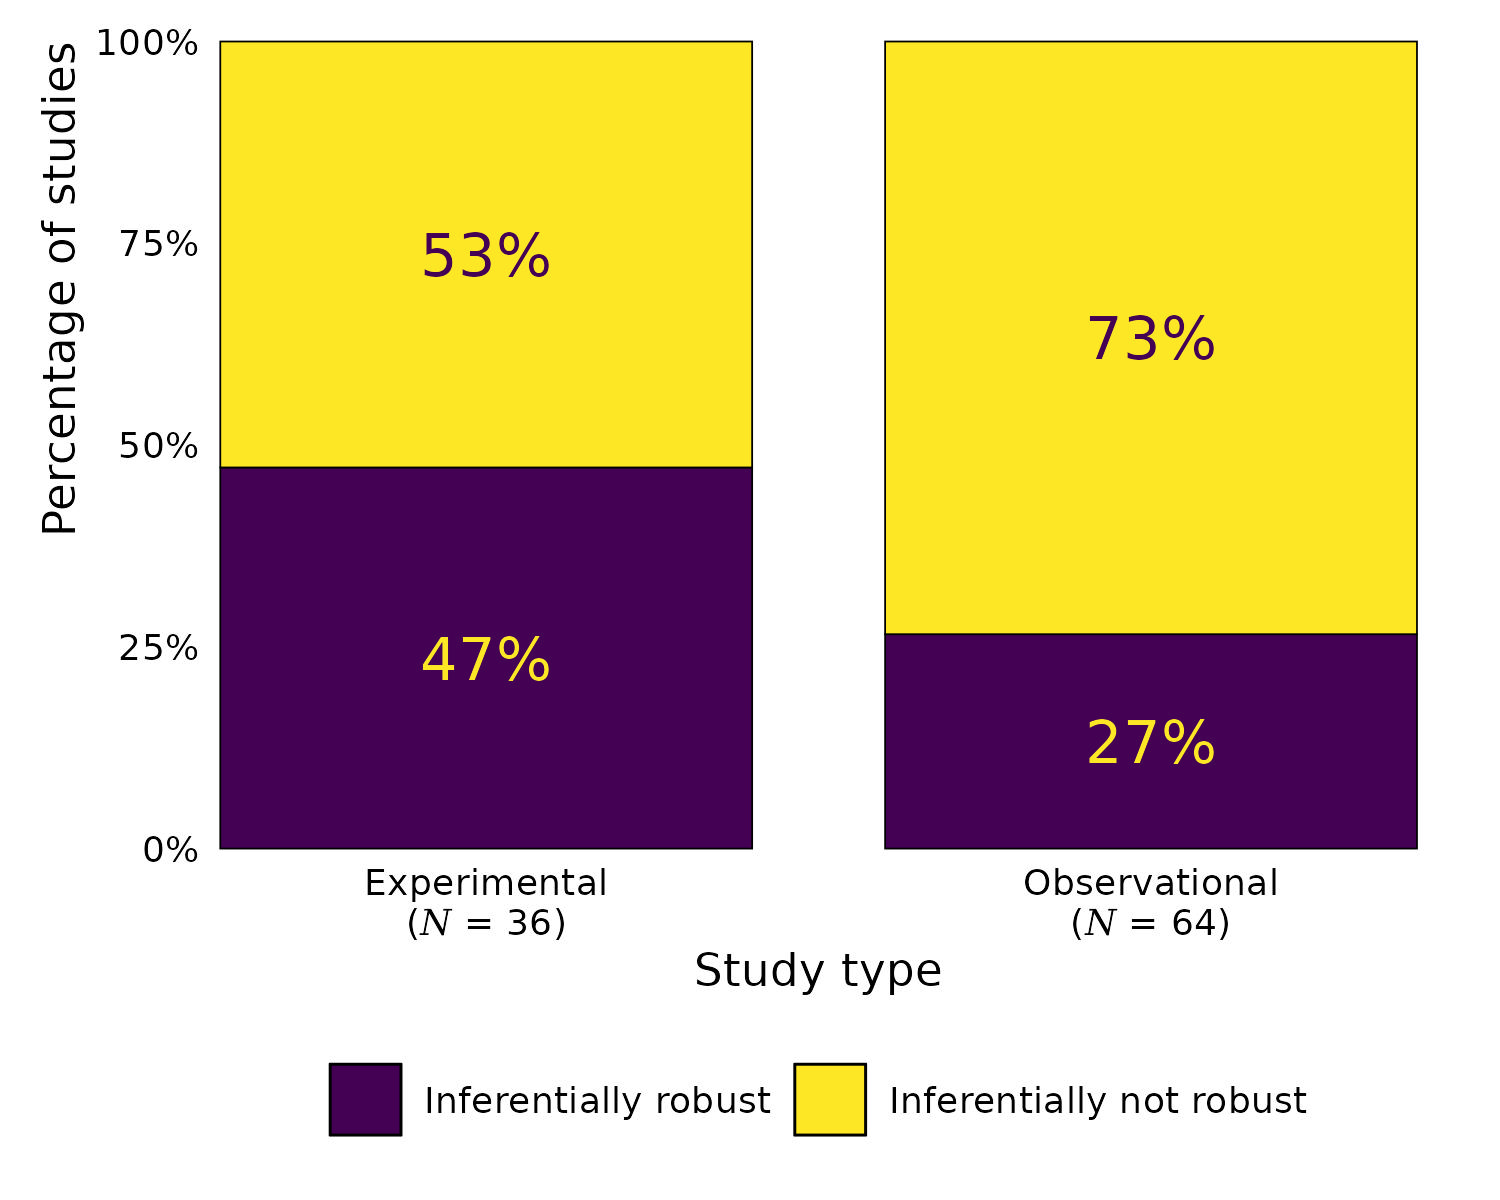 Percentage of studies
100%
75%
50%
25%
0%
53%
47%
73%
27%
Experimental
(N = 36)
Observational
(N = 64)
Study type
Inferentially robust
Inferentially not robust